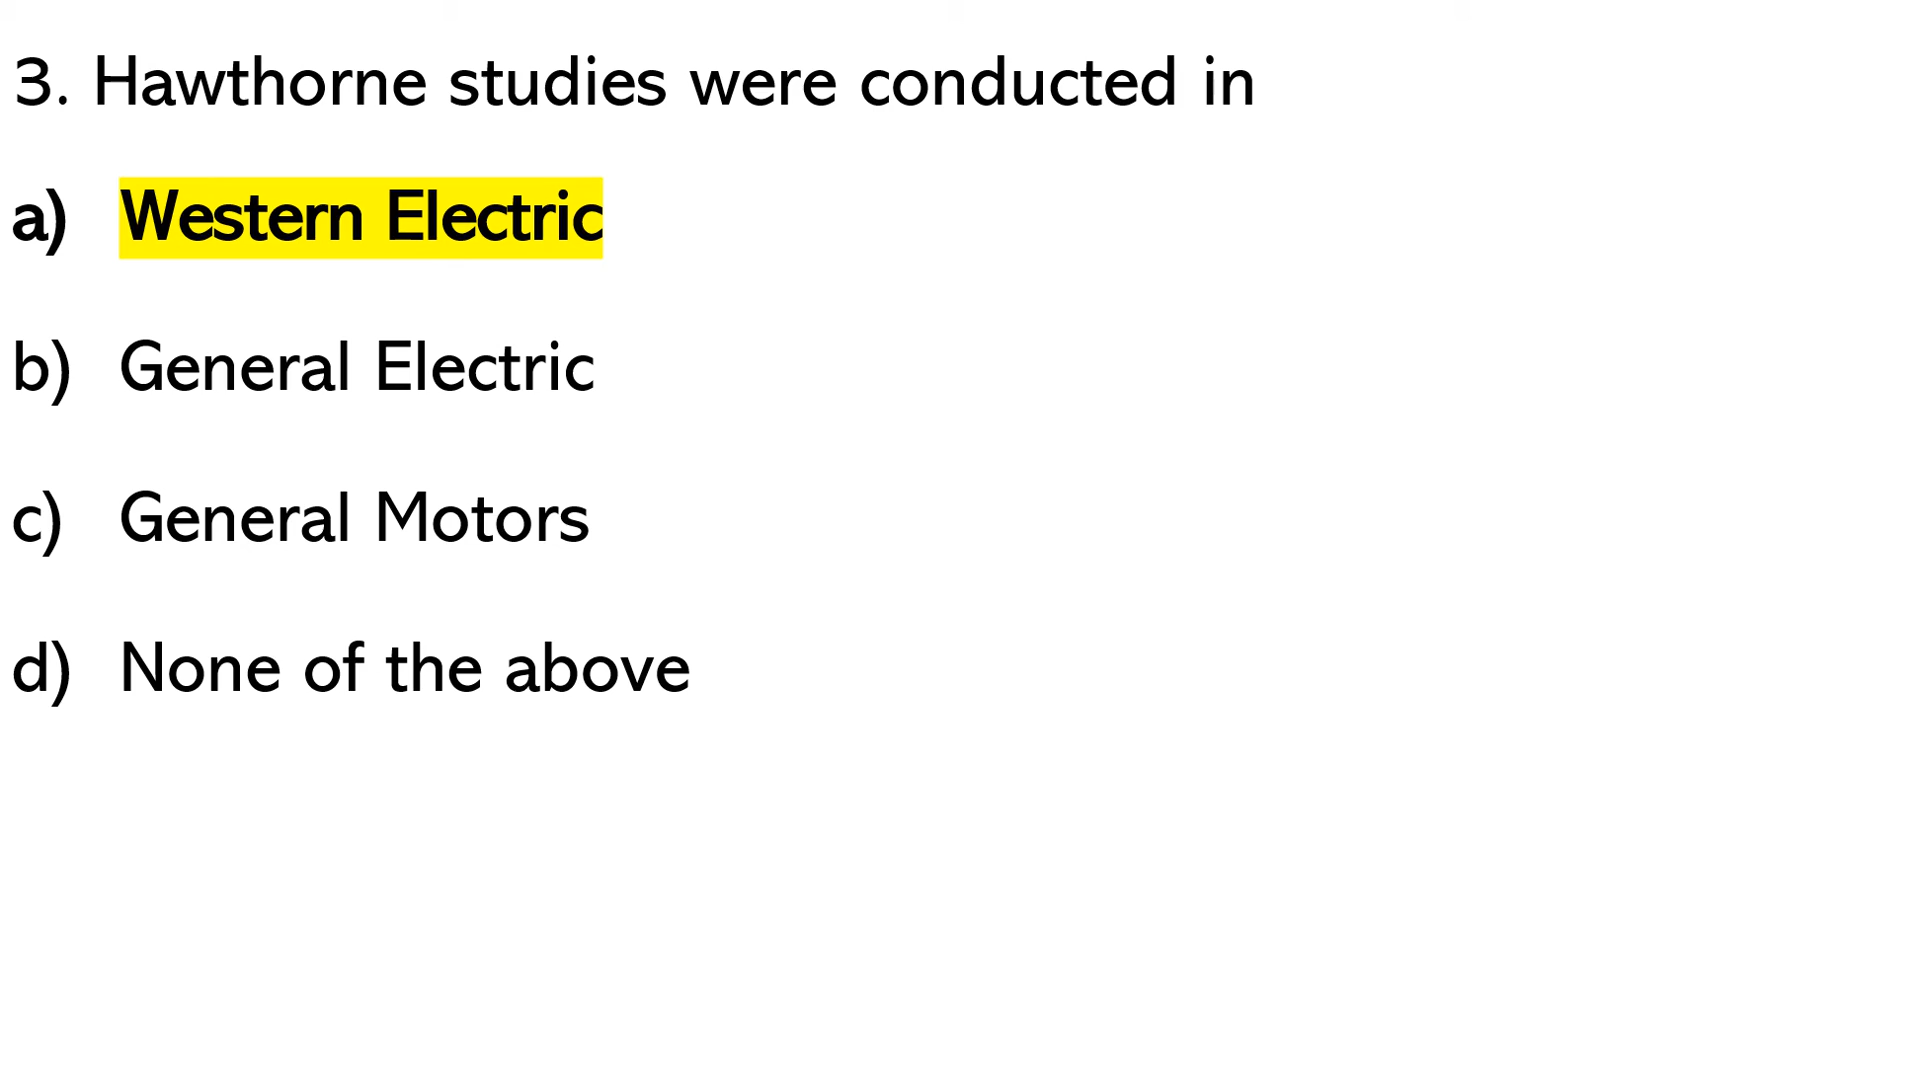 3. Hawthorne studies were conducted in
a) Western Electric
b) General Electric
c) General Motors
d) None of the above